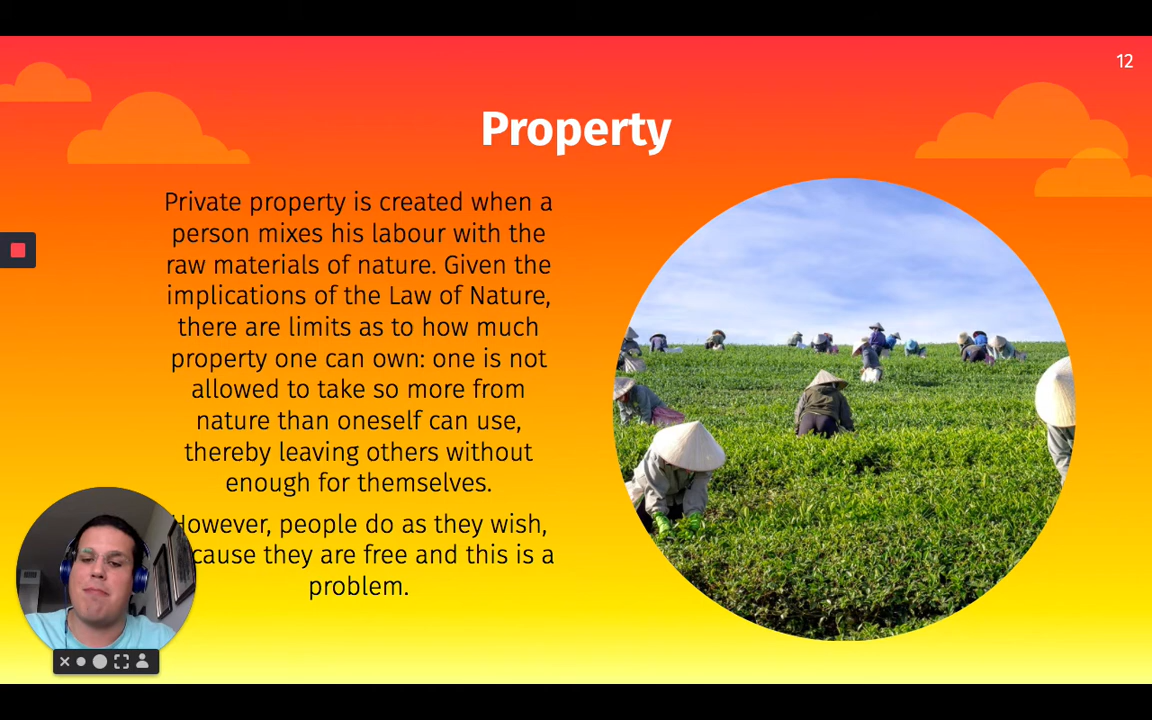 12
Property
Private property is created when a
person mixes his labour with the
raw materials of nature. Given the
implications of the Law of Nature,
there are limits as to how much
property one can own: one is not
allowed to take so more from
nature than oneself can use,
thereby leaving others without
enough for themselves.
However, people do as they wish,
cause they are free and this is a
problem.